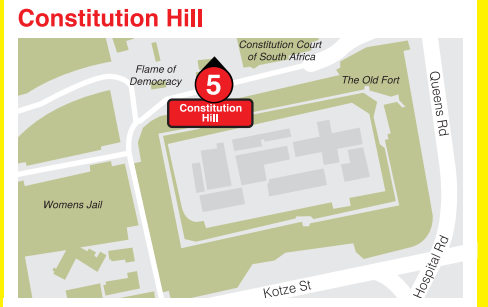 Constitution Hill
Constitution Court
of South Africa
Flame of
Democracy
5
Constitution
Hill
The Old Fort
Queens Rd
Womens Jail
Kotze St
Hospital Rd